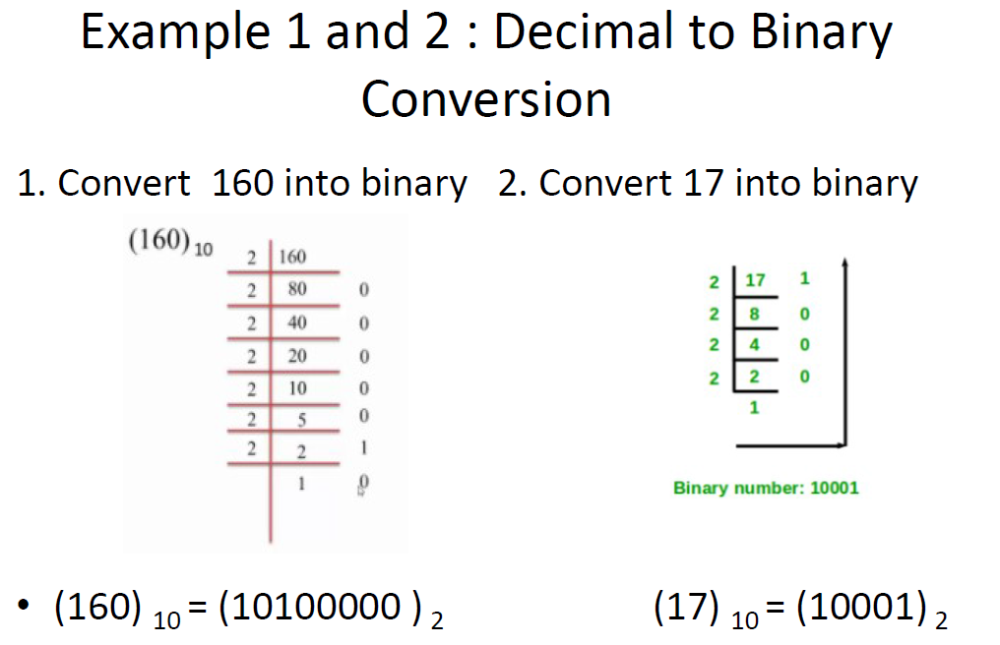 Example 1 and 2 : Decimal to Binary
Conversion
1. Convert 160 into binary
(160) 10
2 160
2 80 0
2 40 0
2 20 0
2 10 0
2 5 0
2 2 1
1 0
2. Convert 17 into binary
2 17 1
2 8 0
2 4 0
2 2 0
1
Binary number: 10001
• (160) 10 = (10100000 ) 2
(17) 10 = (10001) 2